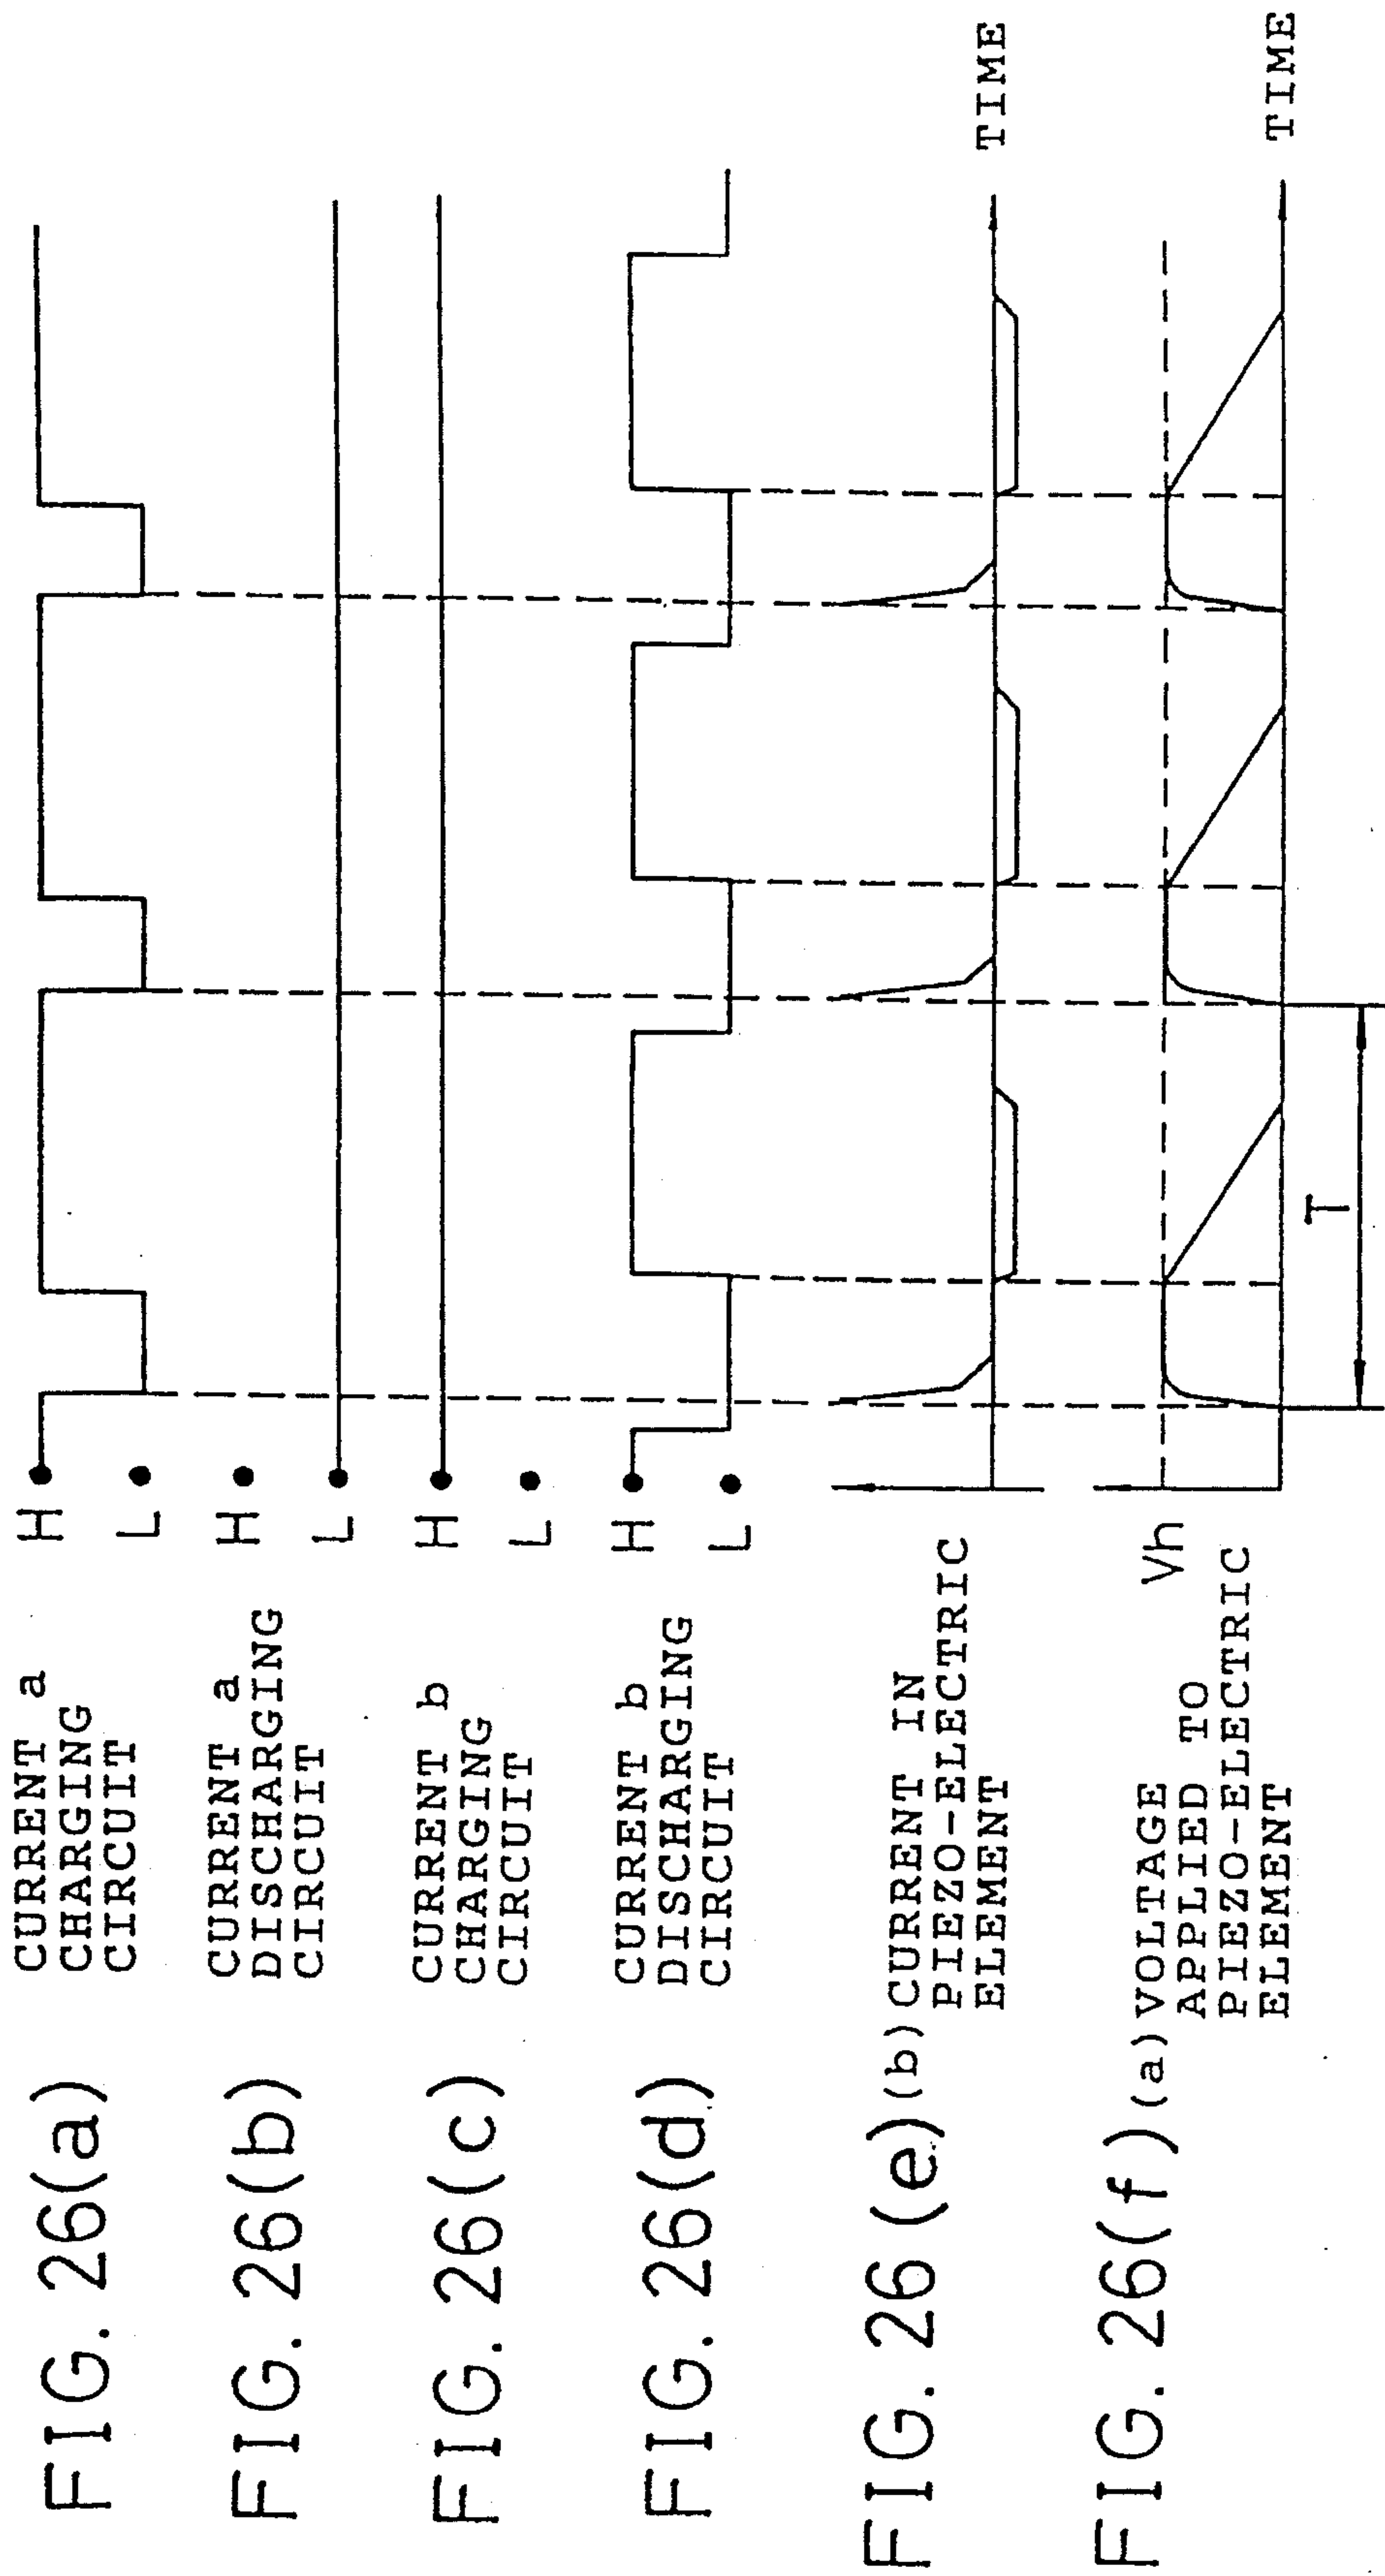 FIG. 26(a)
CURRENT a
CHARGING
CIRCUIT
H
L
FIG. 26(b)
CURRENT a
DISCHARGING
CIRCUIT
H
L
FIG. 26(c)
CURRENT b
CHARGING
CIRCUIT
H
L
FIG. 26(d)
CURRENT b
DISCHARGING
CIRCUIT
H
L
FIG. 26(e)
(b) CURRENT IN
PIEZO-ELECTRIC
ELEMENT
TIME
FIG. 26(f)
(a) VOLTAGE
APPLIED TO
PIEZO-ELECTRIC
ELEMENT
Vh
TIME
T